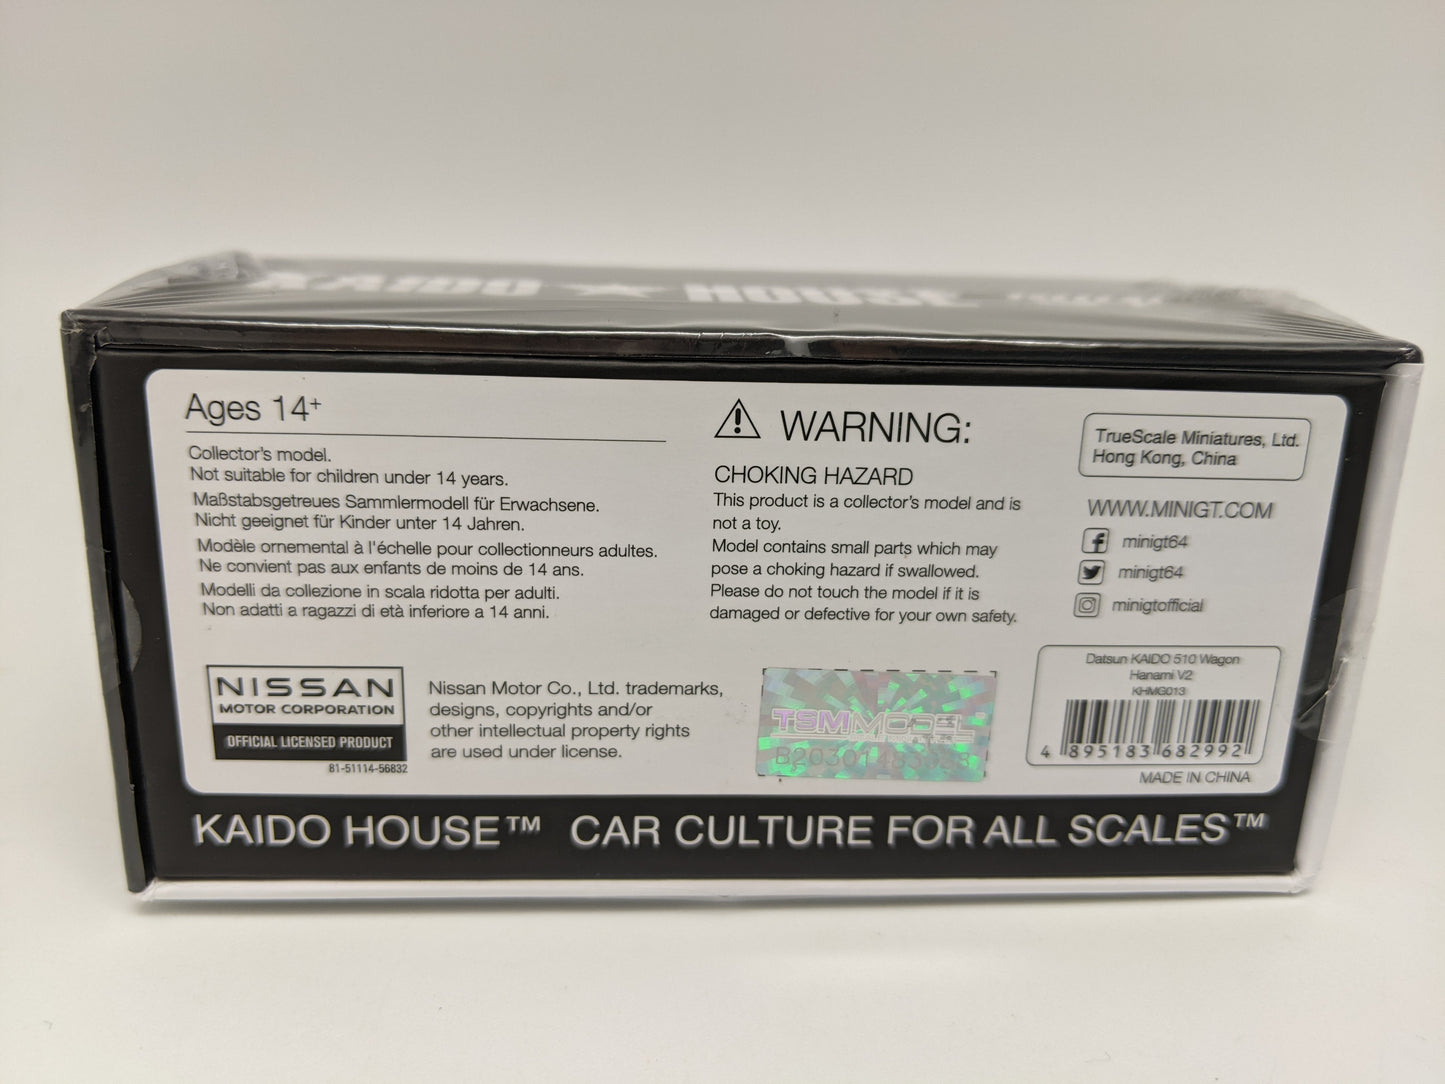 KAIDO ★ HOUSE
Ages 14+
Collector's model.
Not suitable for children under 14 years.
Maßstabsgetreues Sammlermodell für Erwachsene.
Nicht geeignet für Kinder unter 14 Jahren.
Modèle ornemental à l'échelle pour collectionneurs adultes.
Ne convient pas aux enfants de moins de 14 ans.
Modelli da collezione in scala ridotta per adulti.
Non adatti a ragazzi di età inferiore a 14 anni.
NISSAN
MOTOR CORPORATION
OFFICIAL LICENSED PRODUCT
81-51114-56832
Nissan Motor Co., Ltd. trademarks,
designs, copyrights and/or
other intellectual property rights
are used under license.
WARNING:
CHOKING HAZARD
This product is a collector's model and is
not a toy.
Model contains small parts which may
pose a choking hazard if swallowed.
Please do not touch the model if it is
damaged or defective for your own safety.
TSMMODEL
TrueScale Miniatures, Ltd.
Hong Kong, China
WWW.MINIGT.COM
minigt64
minigt64
minigtofficial
Datsun KAIDO 510 Wagon
Hanami V2
KHMG013
4 895183 682992
MADE IN CHINA
KAIDO HOUSE™ CAR CULTURE FOR ALL SCALES™